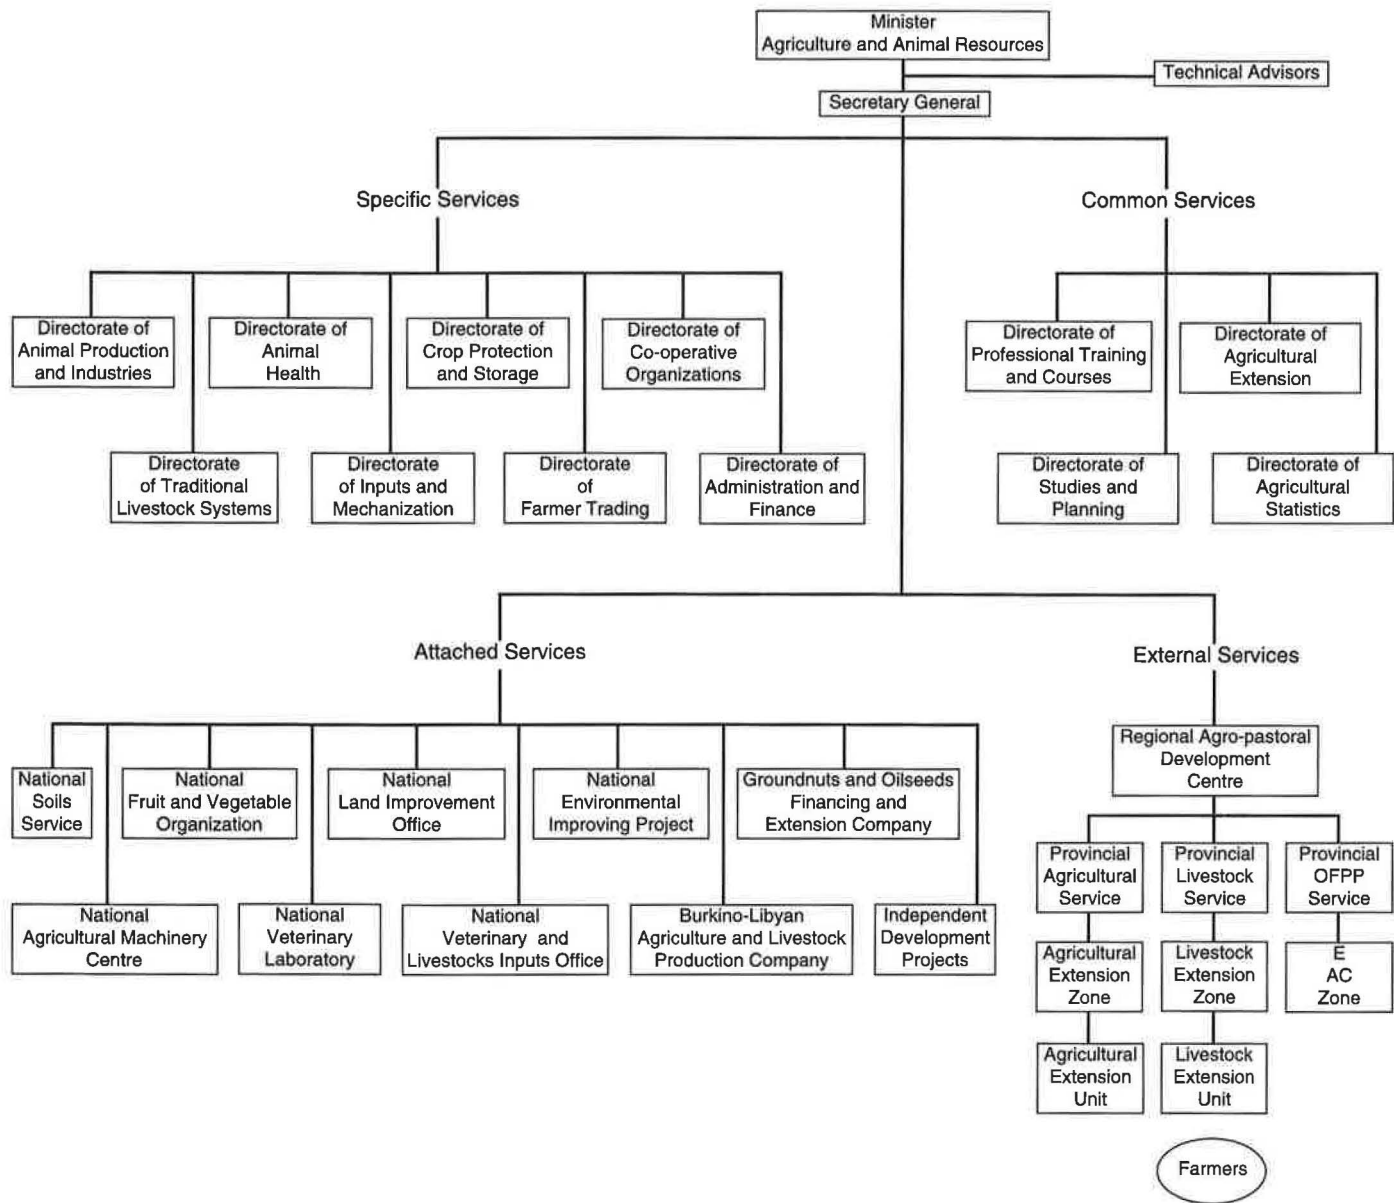 Minister
Agriculture and Animal Resources
Technical Advisors
Secretary General
Specific Services
Common Services
Directorate of
Animal Production
and Industries
Directorate of
Animal
Health
Directorate of
Crop Protection
and Storage
Directorate of
Co-operative
Organizations
Directorate of
Professional Training
and Courses
Directorate of
Agricultural
Extension
Directorate
of Traditional
Livestock Systems
Directorate
of Inputs and
Mechanization
Directorate
of
Farmer Trading
Directorate of
Administration and
Finance
Directorate of
Studies and
Planning
Directorate of
Agricultural
Statistics
Attached Services
External Services
Regional Agro-pastoral
Development
Centre
National
Soils
Service
National
Fruit and Vegetable
Organization
National
Land Improvement
Office
National
Environmental
Improving Project
Groundnuts and Oilseeds
Financing and
Extension Company
National
Agricultural Machinery
Centre
National
Veterinary
Laboratory
National
Veterinary and
Livestocks Inputs Office
Burkino-Libyan
Agriculture and Livestock
Production Company
Independent
Development
Projects
Provincial
Agricultural
Service
Provincial
Livestock
Service
Provincial
OFPP
Service
Agricultural
Extension
Zone
Livestock
Extension
Zone
E
AC
Zone
Agricultural
Extension
Unit
Livestock
Extension
Unit
Farmers